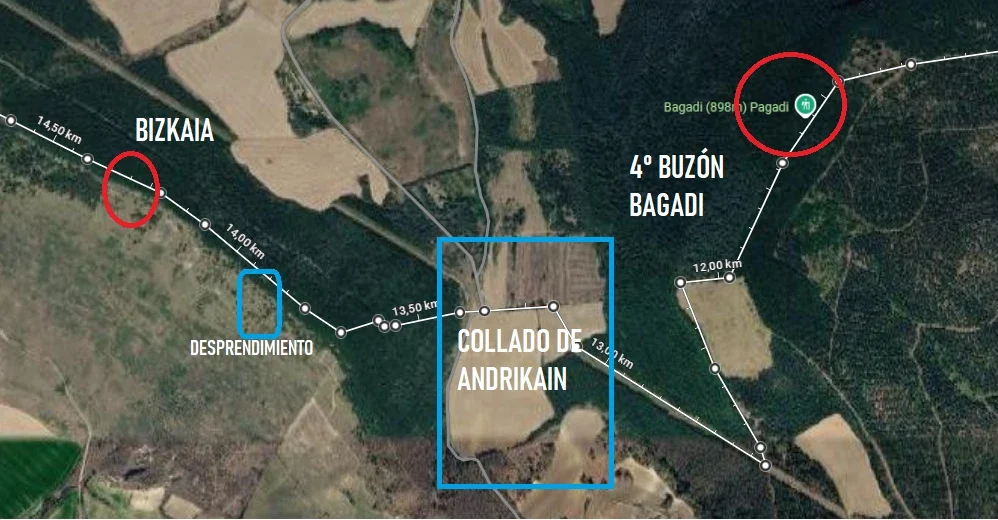 14,50 km
BIZKAIA
Bagadi (898m) Pagadi
4º BUZÓN
BAGADI
14,00 km
12,00 km
13,50 km
DESPRENDIMIENTO
COLLADO DE
ANDRIKAIN
13,00 km